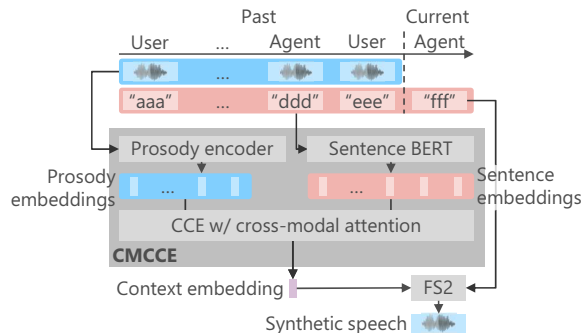 Past Current
User ... Agent User Agent
...
“aaa” ... “ddd” “eee” “fff”
Prosody encoder Sentence BERT
Prosody embeddings
... ...
Sentence embeddings
CCE w/ cross-modal attention
CMCCE
Context embedding FS2
Synthetic speech